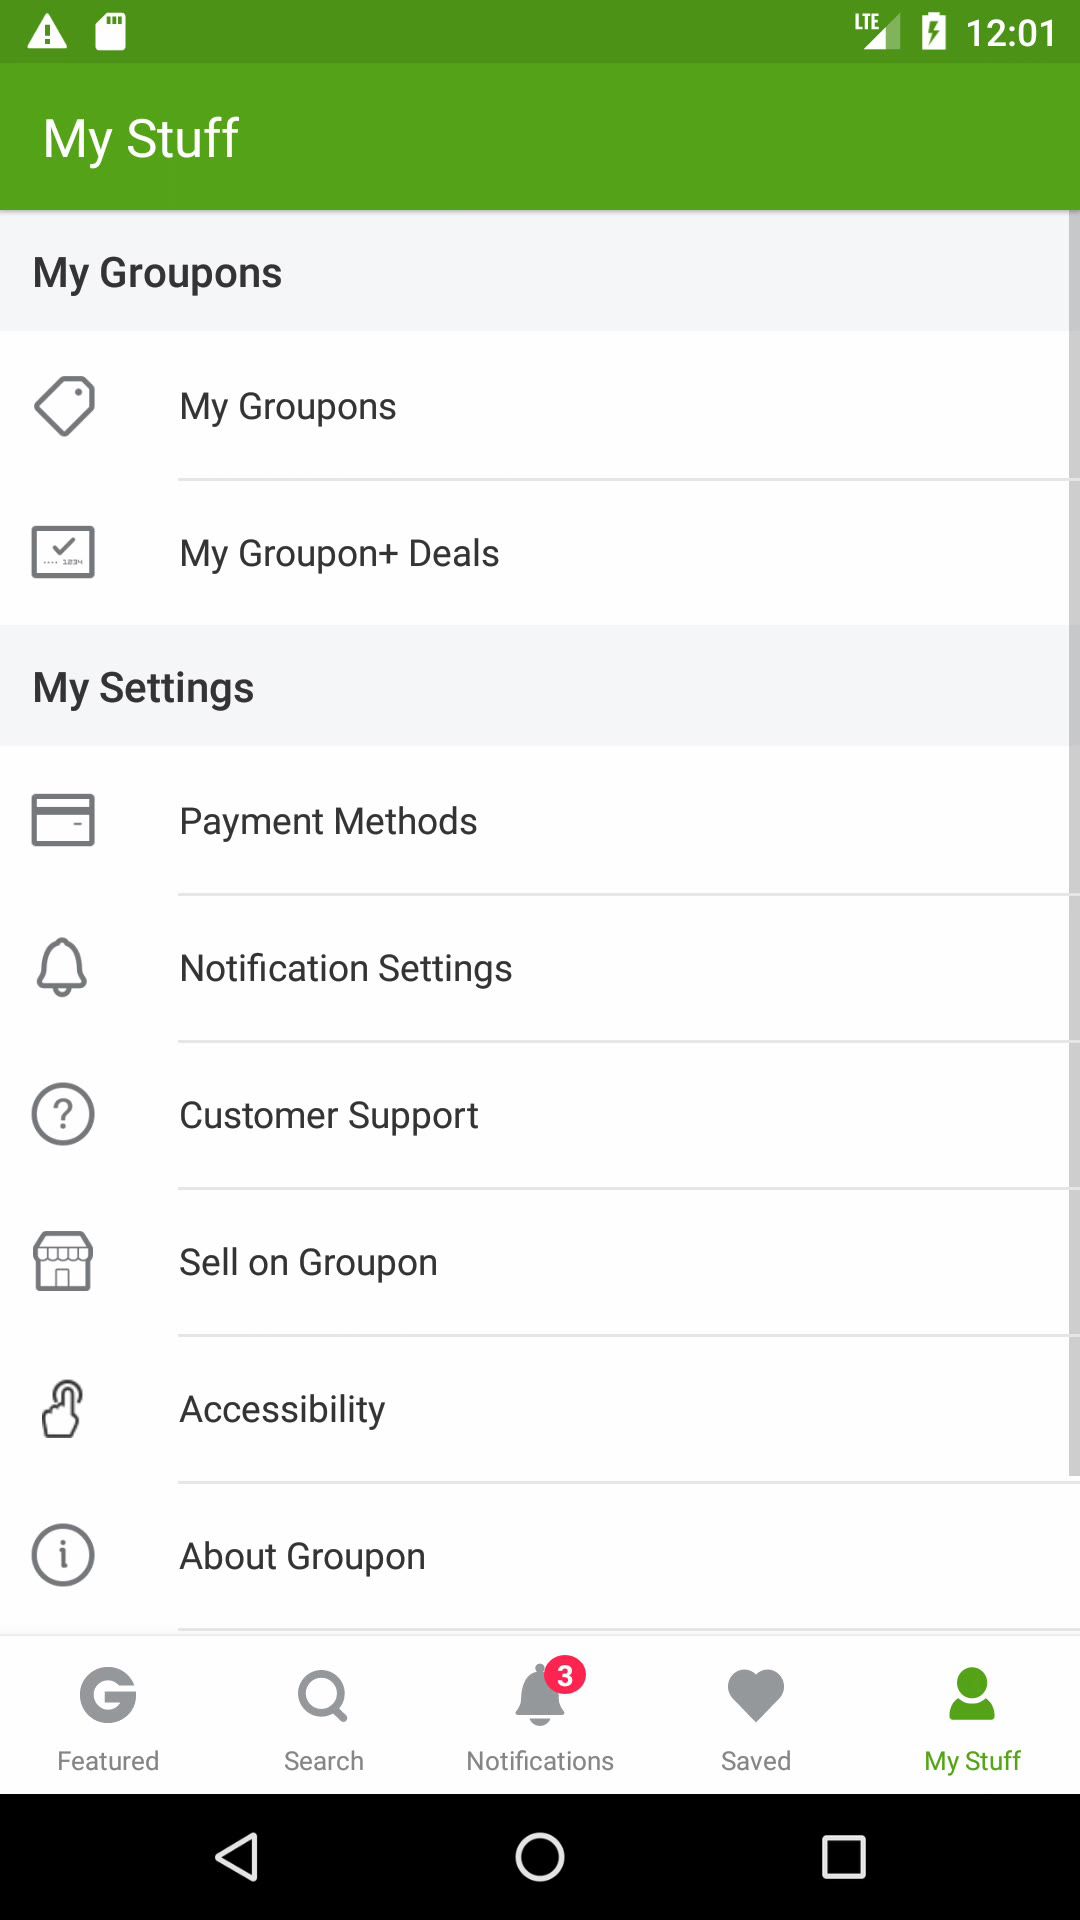 LTE 12:01
My Stuff
My Groupons
My Groupons
1234
My Groupon+ Deals
My Settings
Payment Methods
Notification Settings
?
Customer Support
Sell on Groupon
Accessibility
i
About Groupon
G
3
Featured
Search
Notifications
Saved
My Stuff